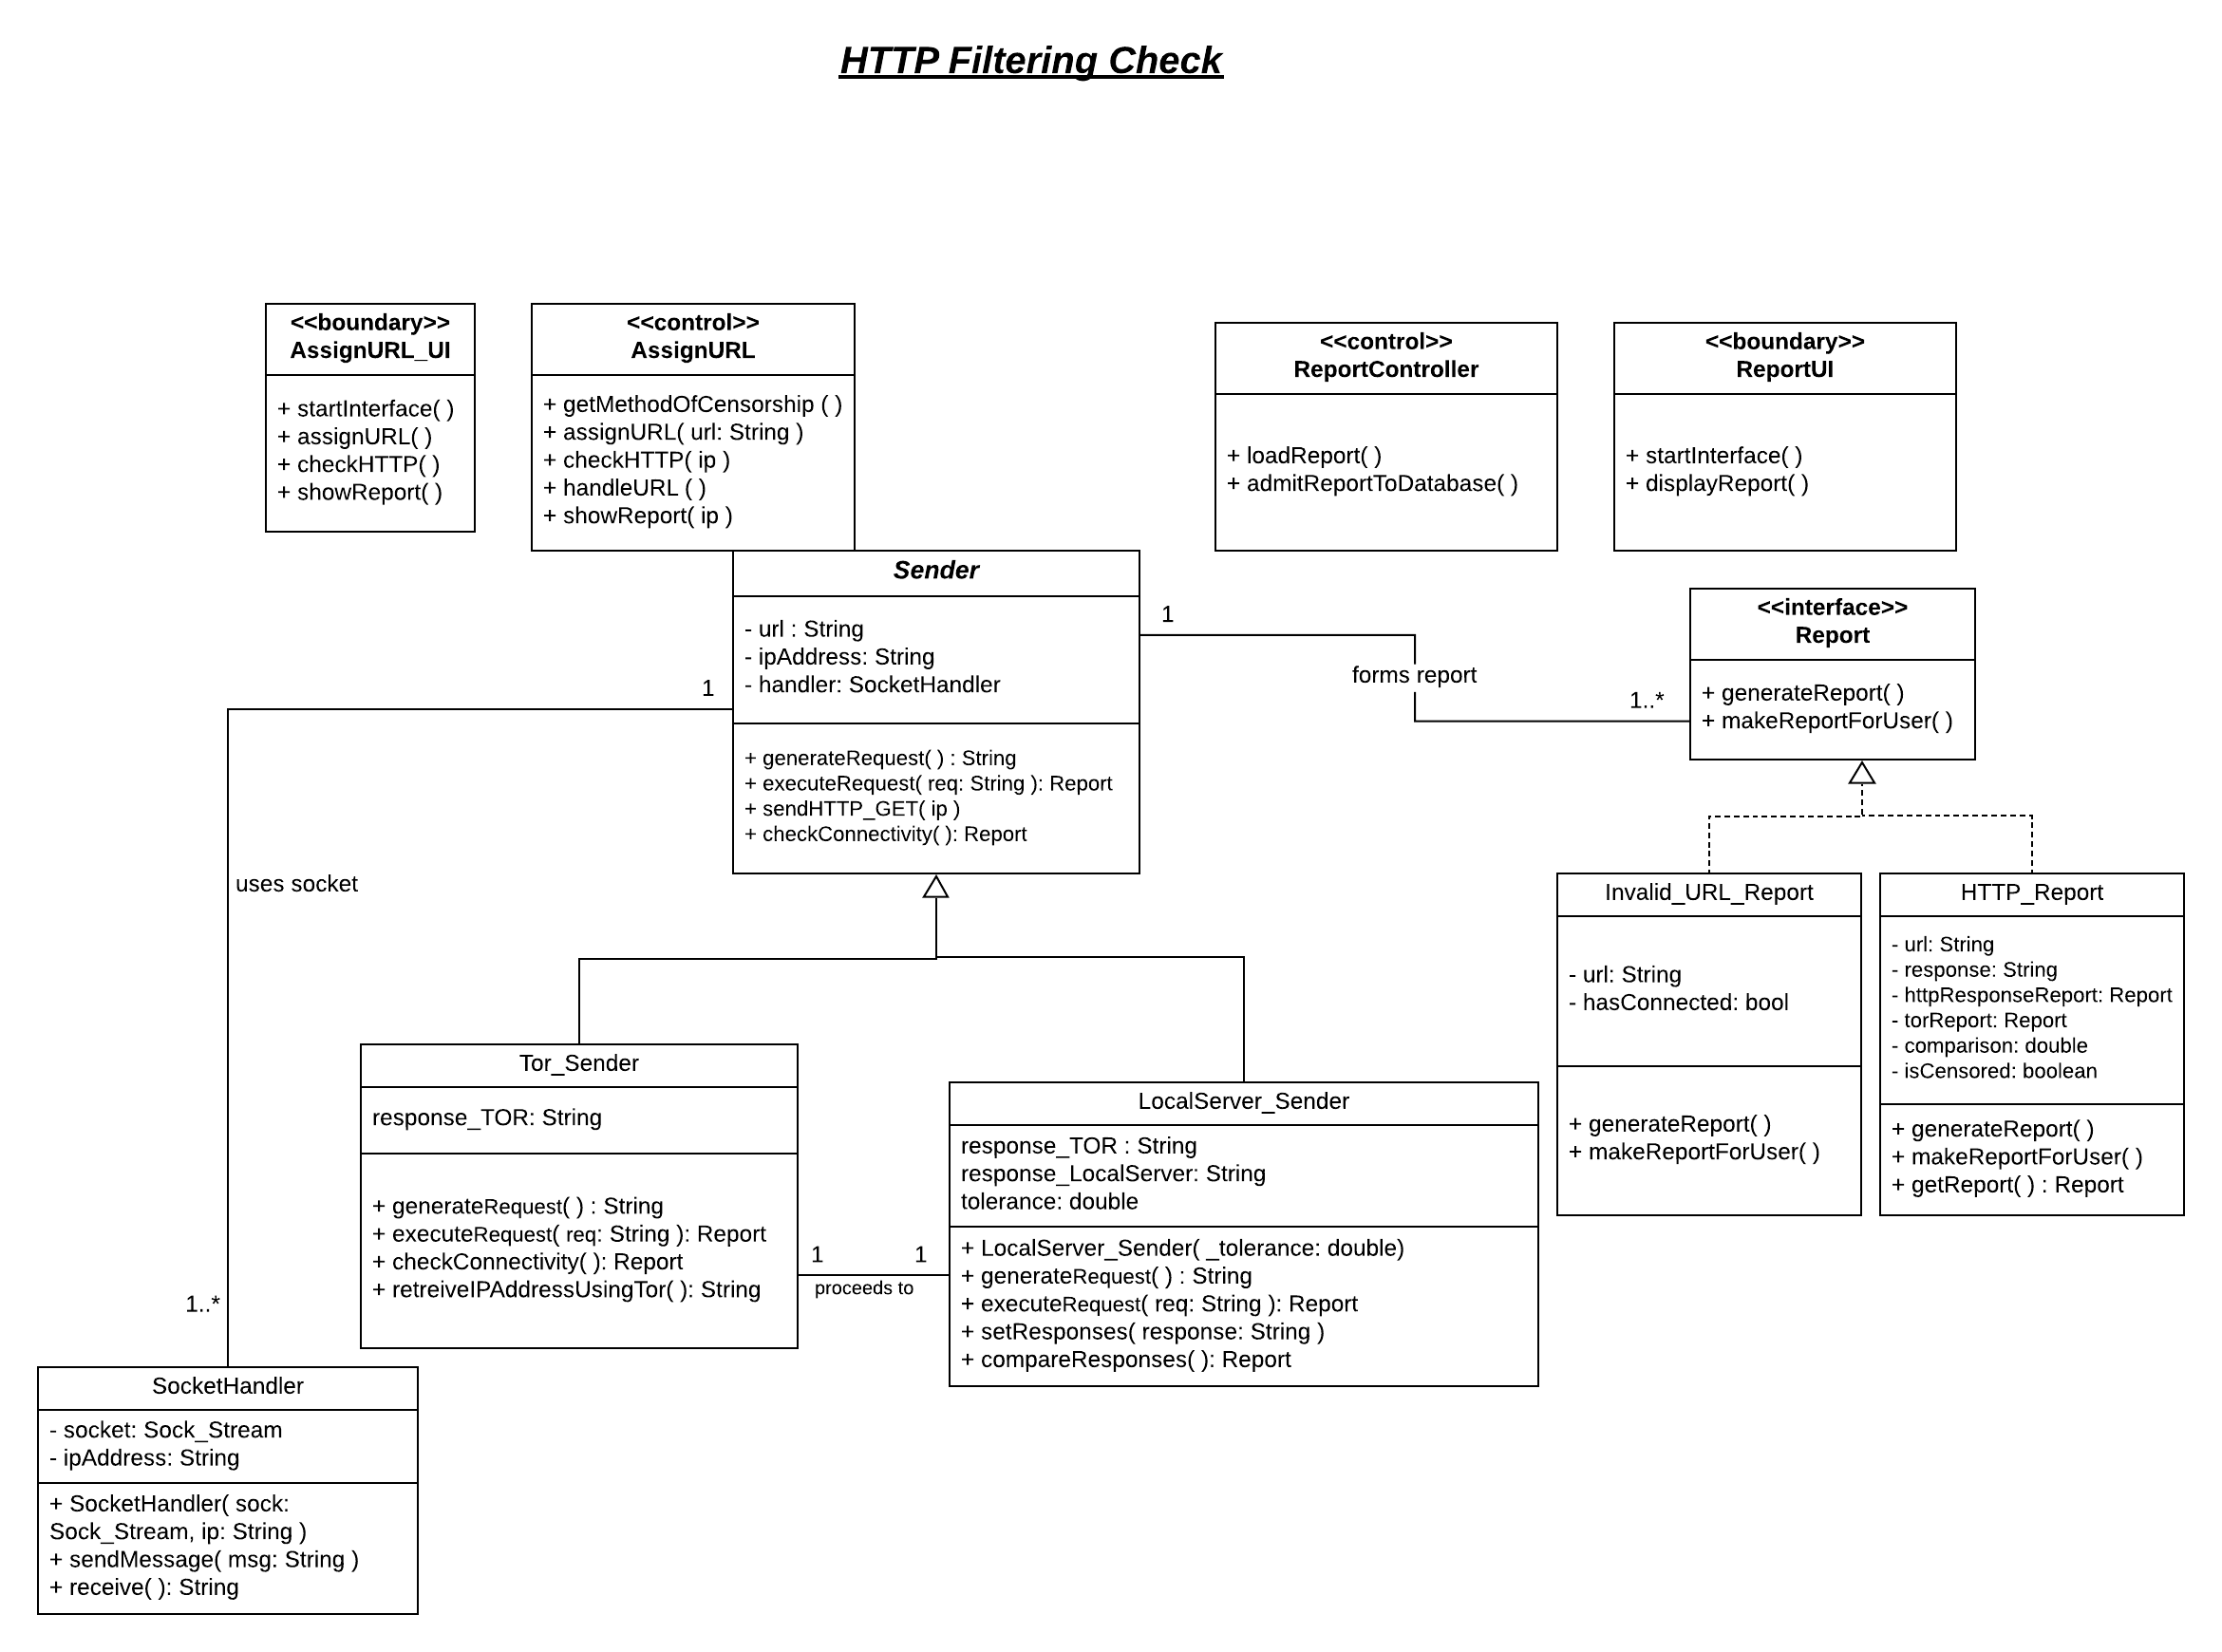 HTTP Filtering Check
<<boundary>>
AssignURL_UI
+ startInterface( )
+ assignURL( )
+ checkHTTP( )
+ showReport( )
<<control>>
AssignURL
+ getMethodOfCensorship ( )
+ assignURL( url: String )
+ checkHTTP( ip )
+ handleURL ( )
+ showReport( ip )
<<control>>
ReportController
+ loadReport( )
+ admitReportToDatabase( )
<<boundary>>
ReportUI
+ startInterface( )
+ displayReport( )
Sender
- url : String
- ipAddress: String
- handler: SocketHandler
+ generateRequest( ) : String
+ executeRequest( req: String ): Report
+ sendHTTP_GET( ip )
+ checkConnectivity( ): Report
1
forms report
1..*
<<interface>>
Report
+ generateReport( )
+ makeReportForUser( )
1
uses socket
1..*
Invalid_URL_Report
- url: String
- hasConnected: bool
+ generateReport( )
+ makeReportForUser( )
HTTP_Report
- url: String
- response: String
- httpResponseReport: Report
- torReport: Report
- comparison: double
- isCensored: boolean
+ generateReport( )
+ makeReportForUser( )
+ getReport( ) : Report
Tor_Sender
response_TOR: String
+ generateRequest( ) : String
+ executeRequest( req: String ): Report
+ checkConnectivity( ): Report
+ retreiveIPAddressUsingTor( ): String
1
1
proceeds to
LocalServer_Sender
response_TOR : String
response_LocalServer: String
tolerance: double
+ LocalServer_Sender( _tolerance: double)
+ generateRequest( ) : String
+ executeRequest( req: String ): Report
+ setResponses( response: String )
+ compareResponses( ): Report
SocketHandler
- socket: Sock_Stream
- ipAddress: String
+ SocketHandler( sock:
Sock_Stream, ip: String )
+ sendMessage( msg: String )
+ receive( ): String